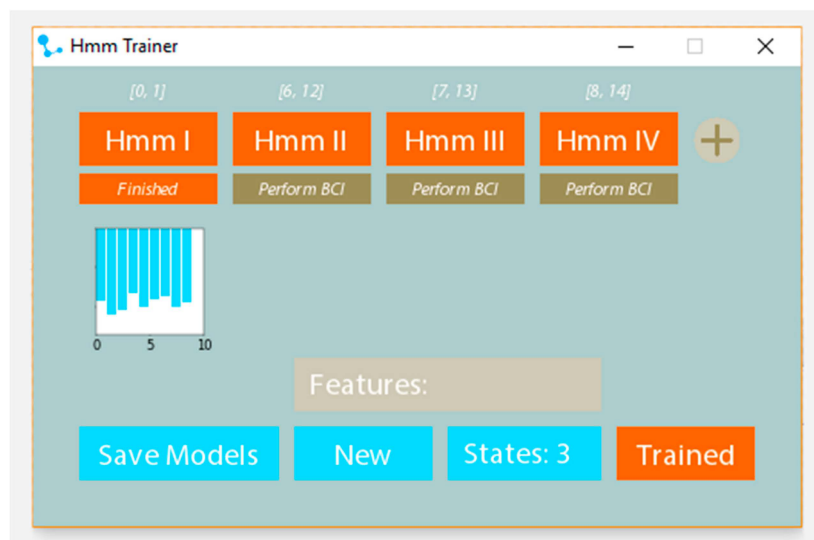 Hmm Trainer
[0, 1] [6, 12] [7, 13] [8, 14]
Hmm I Hmm II Hmm III Hmm IV
Finished Perform BCI Perform BCI Perform BCI
0 5 10
Features:
Save Models New States: 3 Trained